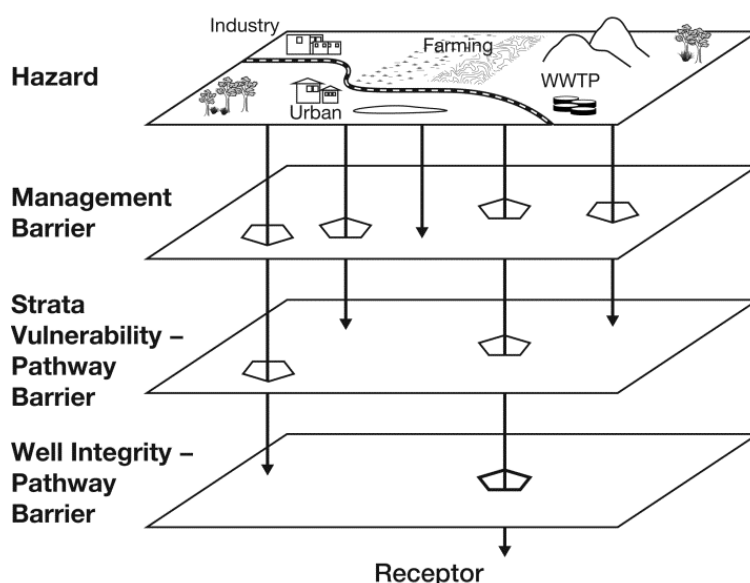 Industry
Farming
Hazard
WWTP
Urban
Management
Barrier
Strata
Vulnerability –
Pathway
Barrier
Well Integrity –
Pathway
Barrier
Receptor